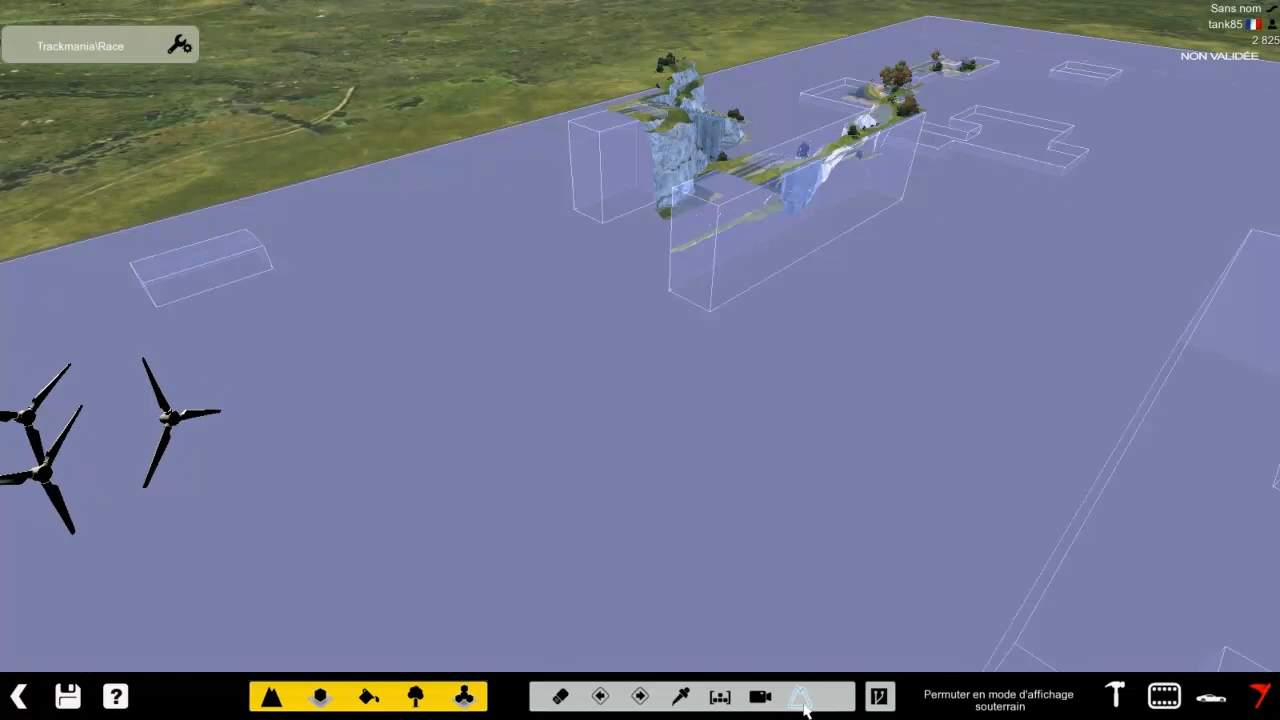 Sans nom
Trackmania\Race
tank85
2 825
NON VALIDÉE
?
Permuter en mode d'affichage
souterrain